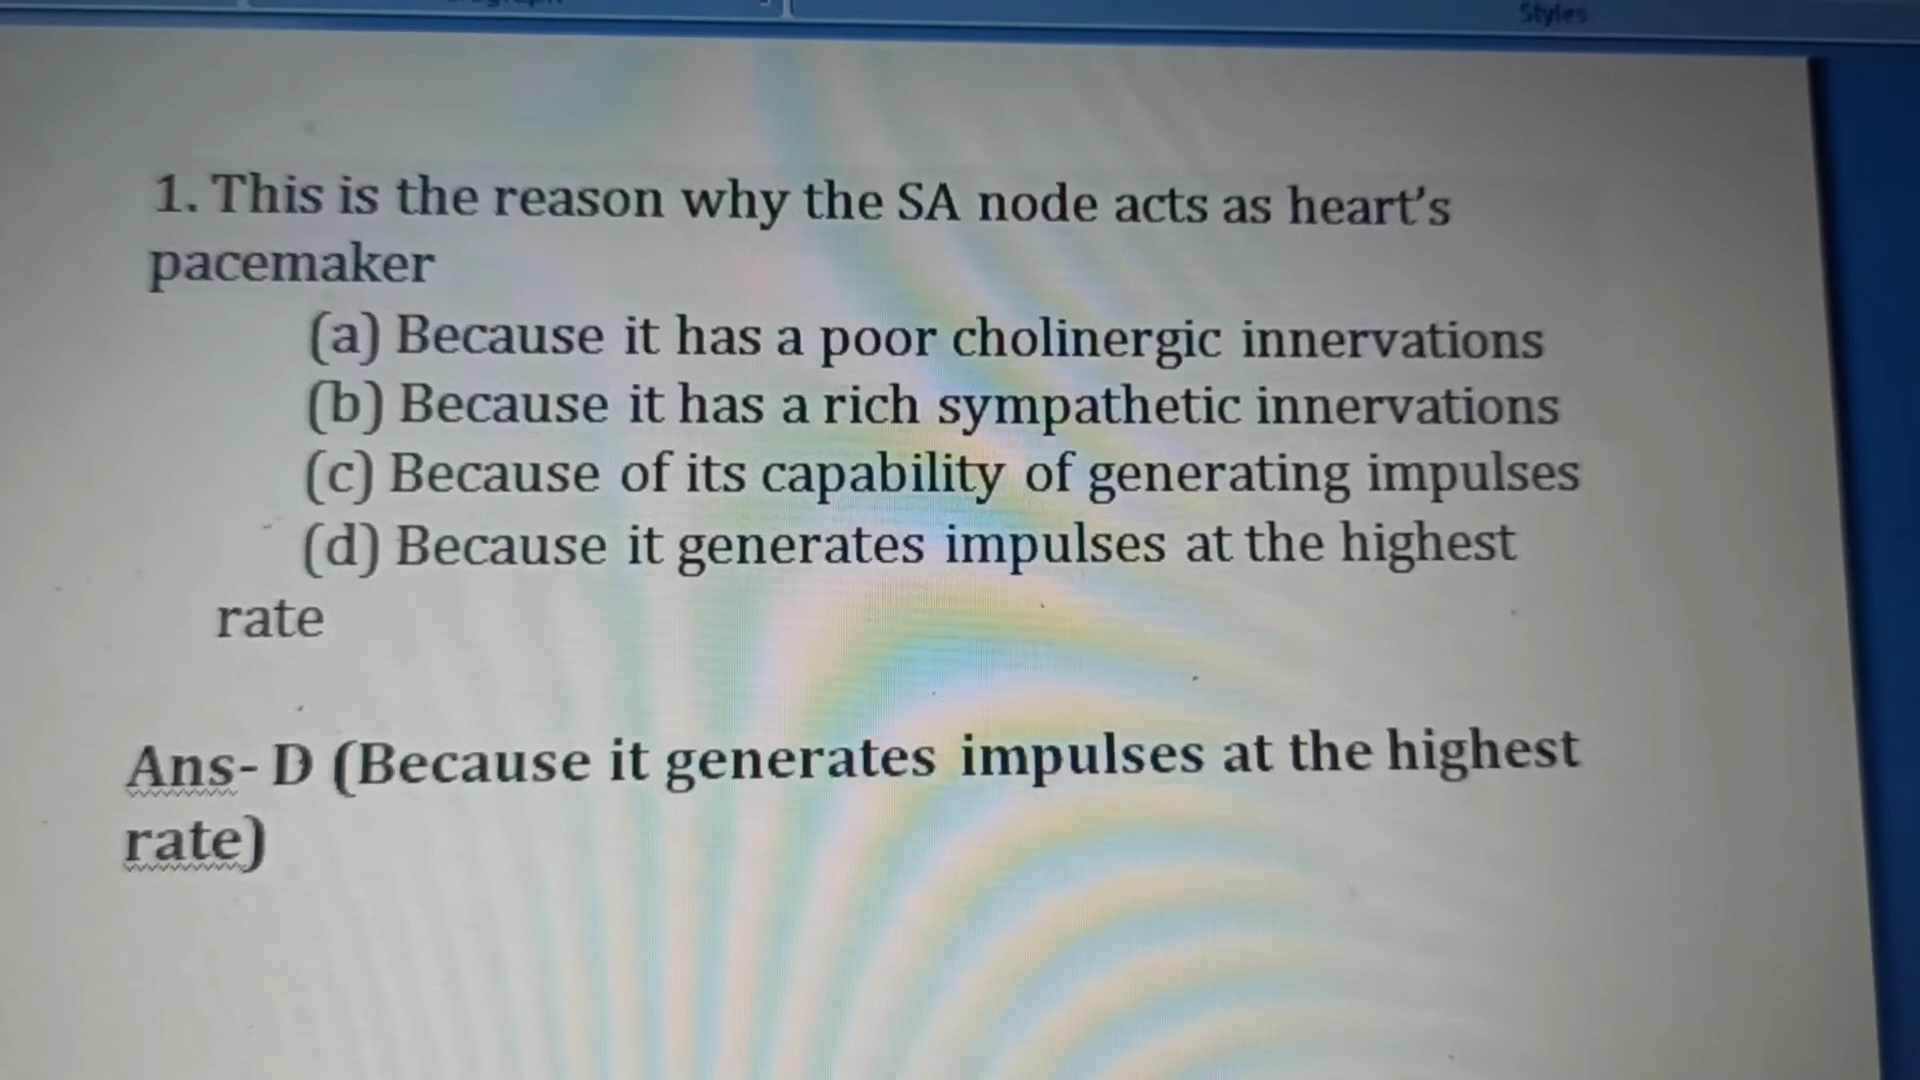 Styles
1. This is the reason why the SA node acts as heart's
pacemaker
(a) Because it has a poor cholinergic innervations
(b) Because it has a rich sympathetic innervations
(c) Because of its capability of generating impulses
(d) Because it generates impulses at the highest
rate
Ans- D (Because it generates impulses at the highest
rate)